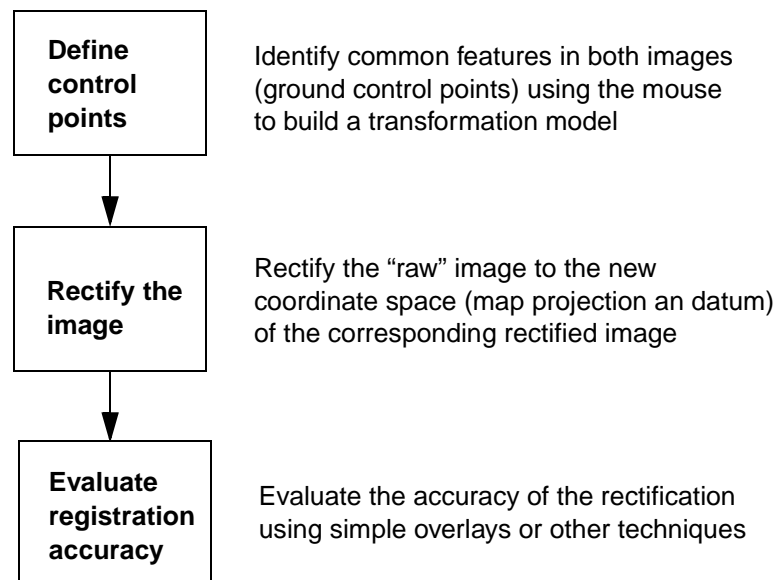 Define
control
points
Identify common features in both images
(ground control points) using the mouse
to build a transformation model
Rectify the
image
Rectify the “raw” image to the new
coordinate space (map projection an datum)
of the corresponding rectified image
Evaluate
registration
accuracy
Evaluate the accuracy of the rectification
using simple overlays or other techniques